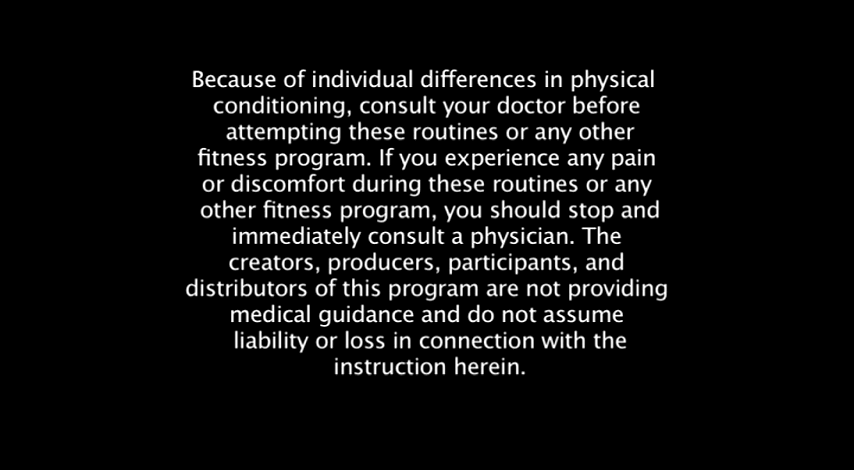 Because of individual differences in physical
conditioning, consult your doctor before
attempting these routines or any other
fitness program. If you experience any pain
or discomfort during these routines or any
other fitness program, you should stop and
immediately consult a physician. The
creators, producers, participants, and
distributors of this program are not providing
medical guidance and do not assume
liability or loss in connection with the
instruction herein.